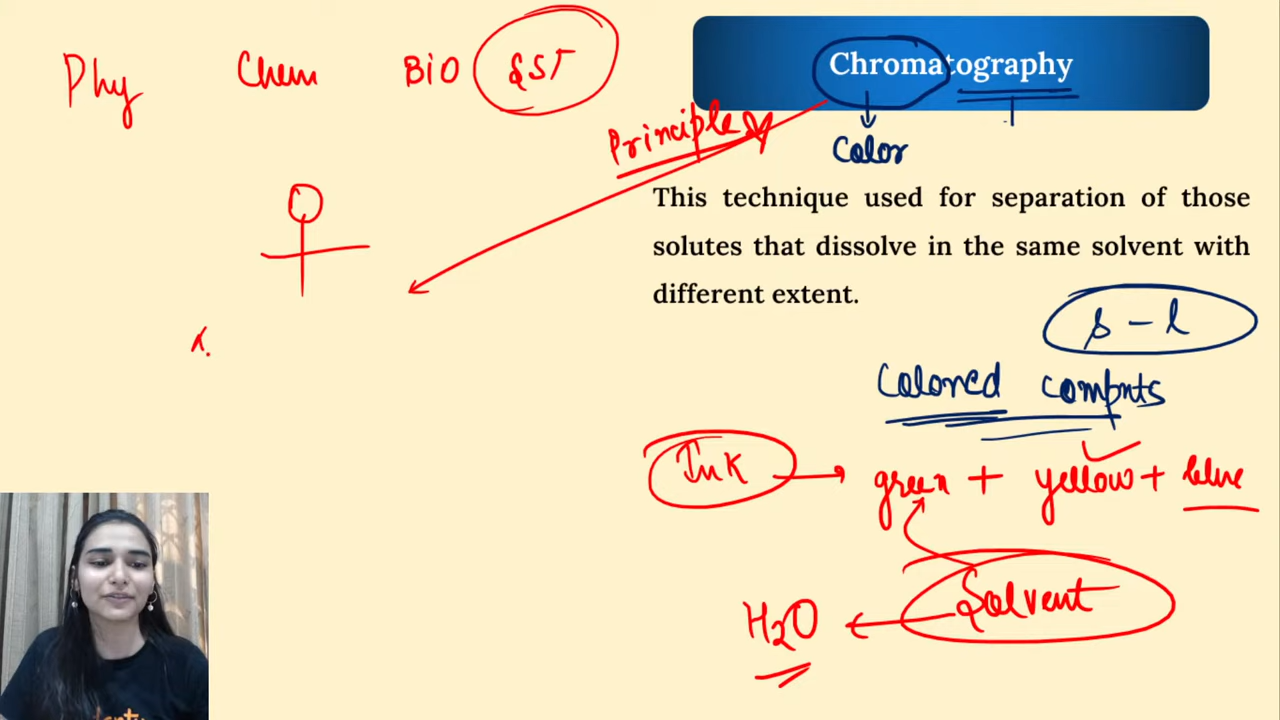 Phy Chem BiO SST
Chromatography
Principle
Color
This technique used for separation of those
solutes that dissolve in the same solvent with
different extent.
s - l
Colored compnts
Ink → green + yellow + blue
Solvent
H₂O